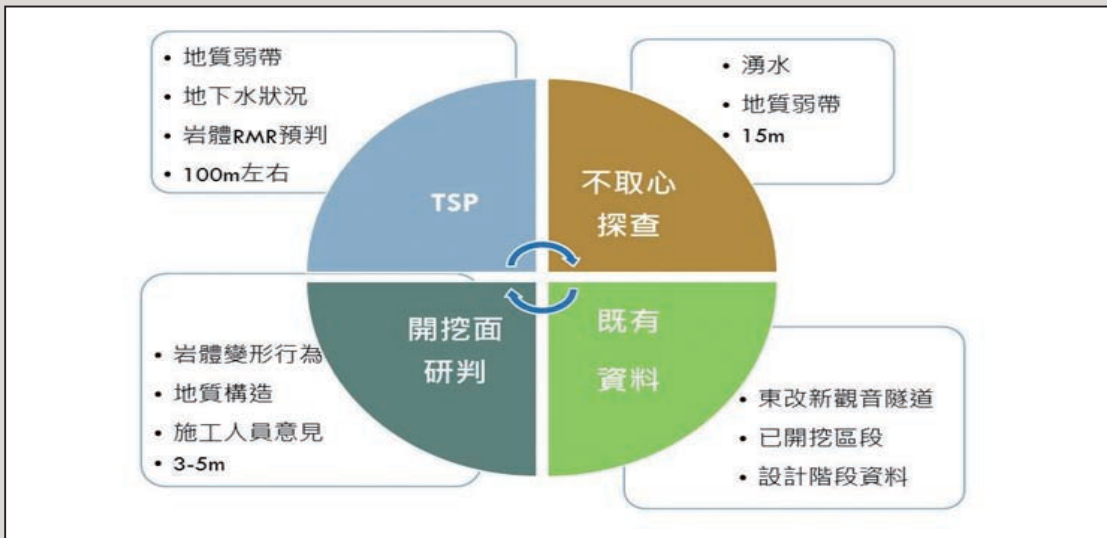 • 地質弱帶
• 地下水狀況
• 岩體RMR預判
• 100m左右
TSP
• 湧水
• 地質弱帶
• 15m
不取心
探查
• 岩體變形行為
• 地質構造
• 施工人員意見
• 3-5m
開挖面
研判
既有
資料
• 東改新觀音隧道
• 已開挖區段
• 設計階段資料